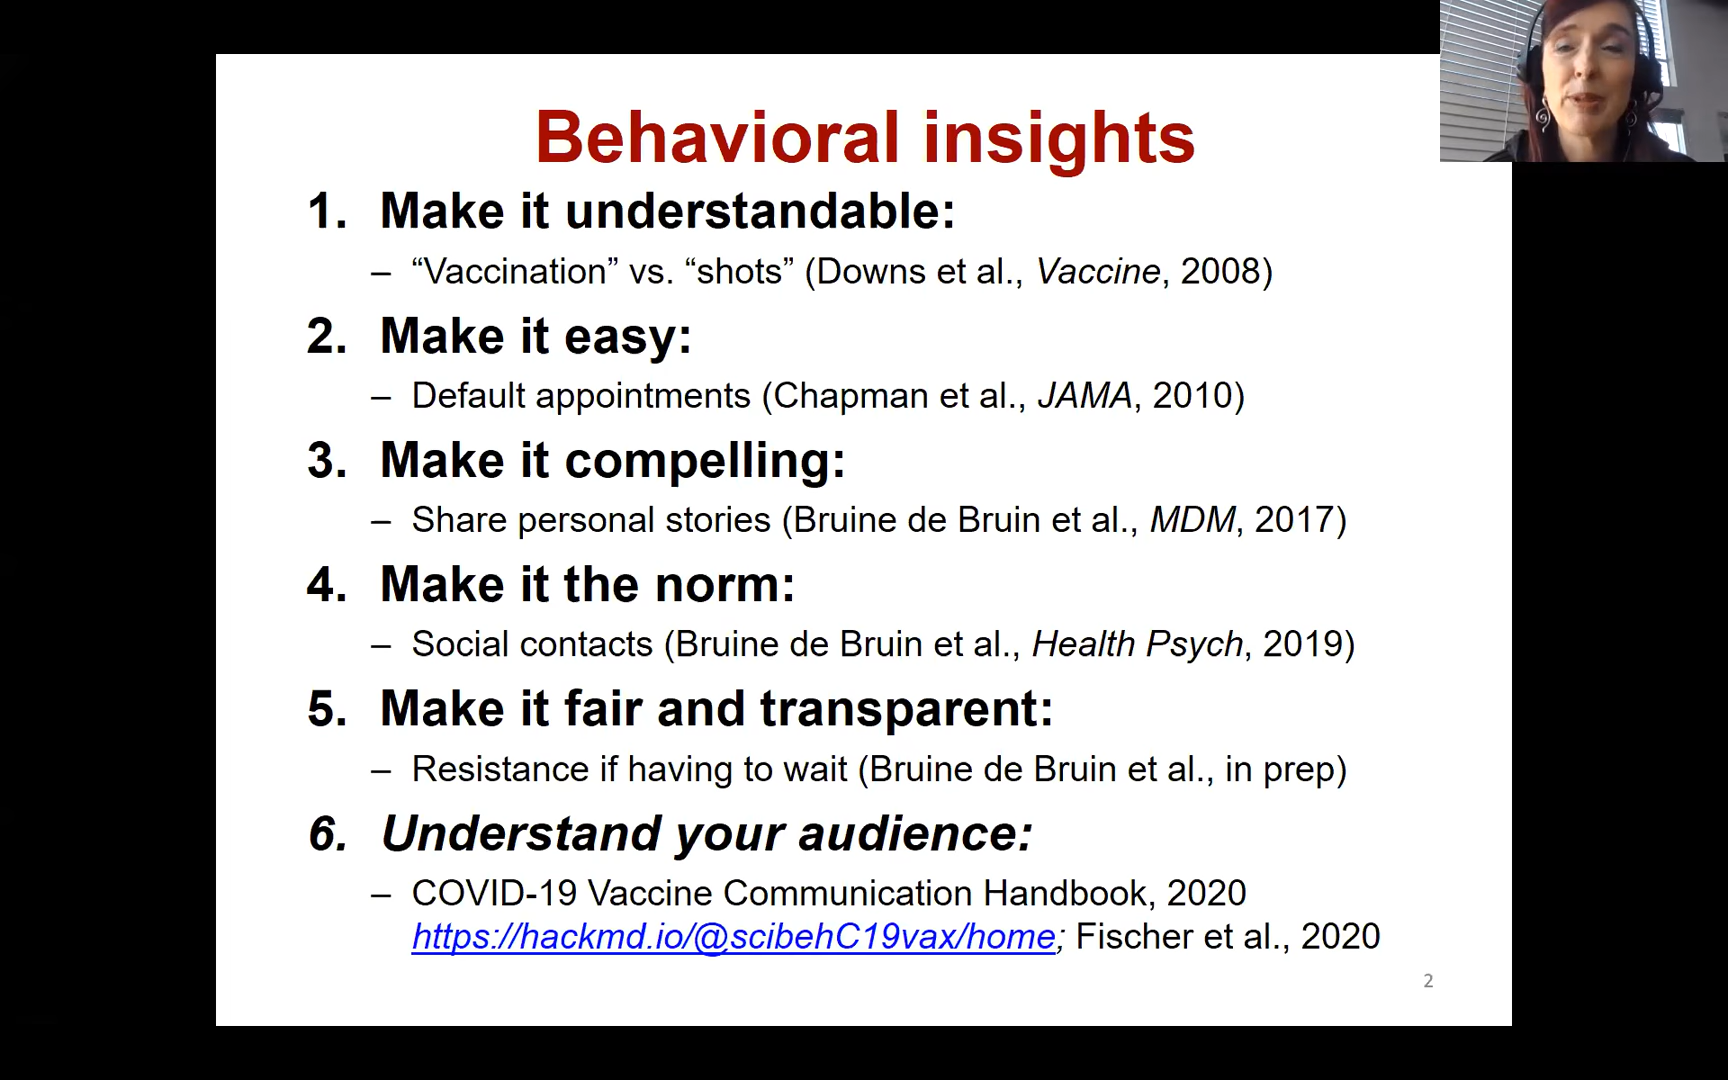 Behavioral insights
1. Make it understandable:
– “Vaccination” vs. “shots” (Downs et al., Vaccine, 2008)
2. Make it easy:
– Default appointments (Chapman et al., JAMA, 2010)
3. Make it compelling:
– Share personal stories (Bruine de Bruin et al., MDM, 2017)
4. Make it the norm:
– Social contacts (Bruine de Bruin et al., Health Psych, 2019)
5. Make it fair and transparent:
– Resistance if having to wait (Bruine de Bruin et al., in prep)
6. Understand your audience:
– COVID-19 Vaccine Communication Handbook, 2020
https://hackmd.io/@scibehC19vax/home; Fischer et al., 2020
2